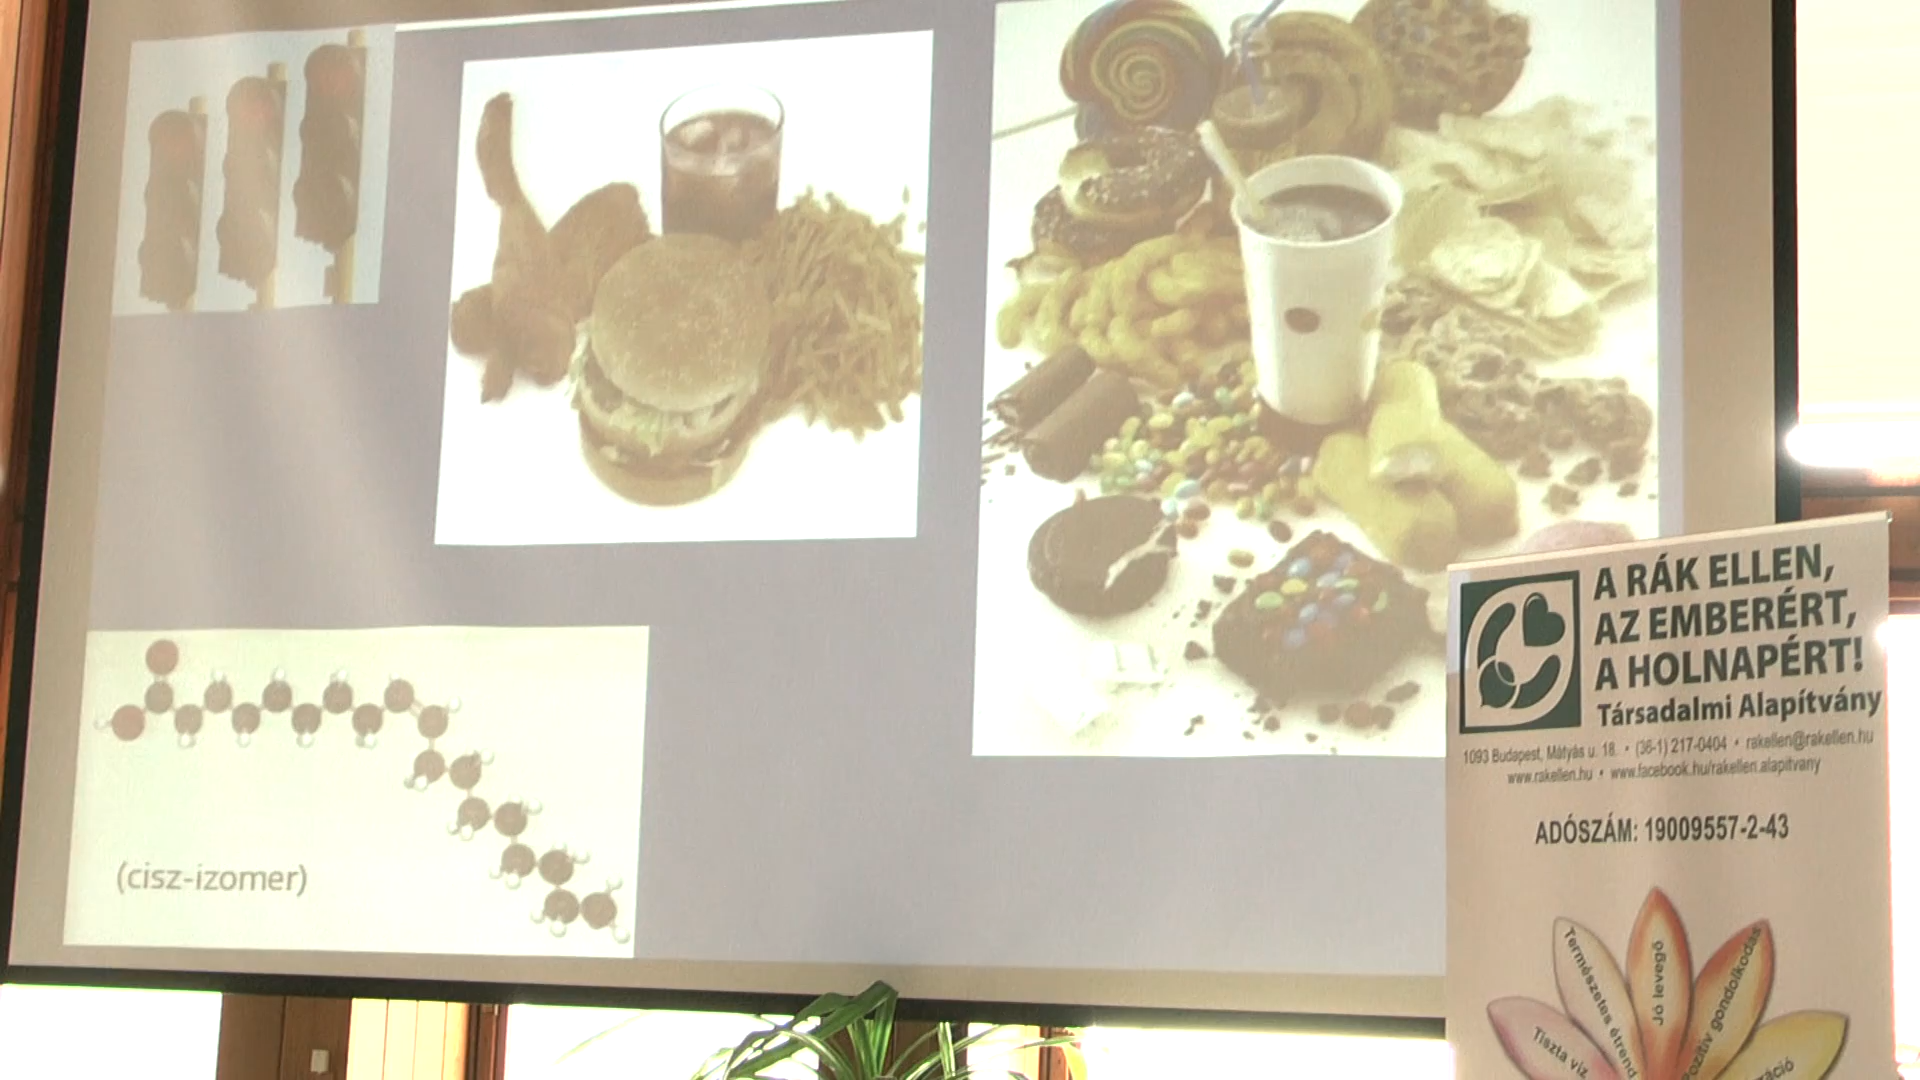 (cisz-izomer)
A RÁK ELLEN,
AZ EMBERÉRT,
A HOLNAPÉRT!
Társadalmi Alapítvány
1093 Budapest, Mátyás u. 18. • (36-1) 217-0404 • rakellen@rakellen.hu
www.rakellen.hu • www.facebook.hu/rakellen.alapitvany
ADÓSZÁM: 19009557-2-43
Tiszta víz
Természetes étrend
Jó levegő
Pozitív gondolkodás